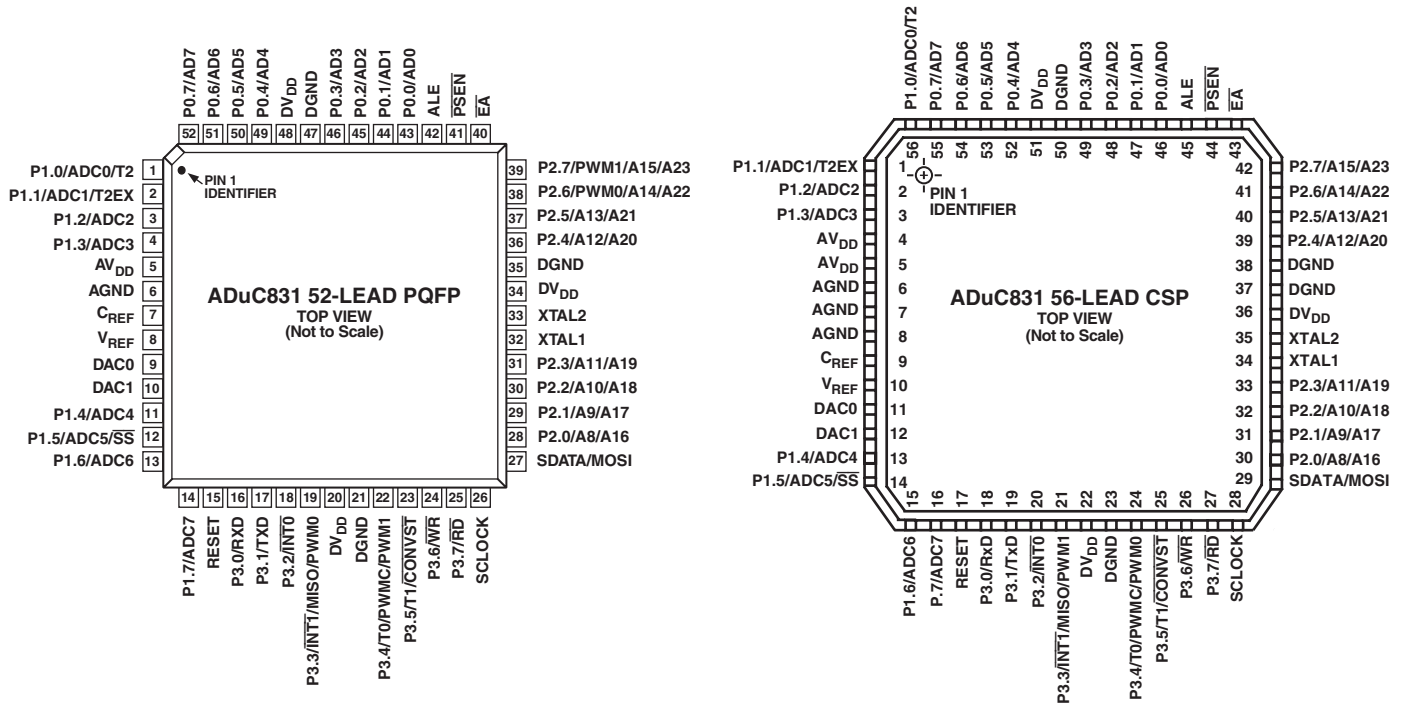 P0.7/AD7
P0.6/AD6
P0.5/AD5
P0.4/AD4
DVDD
DGND
P0.3/AD3
P0.2/AD2
P0.1/AD1
P0.0/AD0
ALE
PSEN
EA
52 51 50 49 48 47 46 45 44 43 42 41 40
P1.0/ADC0/T2 1
P1.1/ADC1/T2EX 2
P1.2/ADC2 3
P1.3/ADC3 4
AVDD 5
AGND 6
CREF 7
VREF 8
DAC0 9
DAC1 10
P1.4/ADC4 11
P1.5/ADC5/SS 12
P1.6/ADC6 13
PIN 1
IDENTIFIER
ADuC831 52-LEAD PQFP
TOP VIEW
(Not to Scale)
39 P2.7/PWM1/A15/A23
38 P2.6/PWM0/A14/A22
37 P2.5/A13/A21
36 P2.4/A12/A20
35 DGND
34 DVDD
33 XTAL2
32 XTAL1
31 P2.3/A11/A19
30 P2.2/A10/A18
29 P2.1/A9/A17
28 P2.0/A8/A16
27 SDATA/MOSI
14 15 16 17 18 19 20 21 22 23 24 25 26
P1.7/ADC7
RESET
P3.0/RXD
P3.1/TXD
P3.2/INT0
P3.3/INT1/MISO/PWM0
DVDD
DGND
P3.4/T0/PWMC/PWM1
P3.5/T1/CONVST
P3.6/WR
P3.7/RD
SCLOCK
P1.0/ADC0/T2
P0.7/AD7
P0.6/AD6
P0.5/AD5
P0.4/AD4
DVDD
DGND
P0.3/AD3
P0.2/AD2
P0.1/AD1
P0.0/AD0
ALE
PSEN
EA
56 55 54 53 52 51 50 49 48 47 46 45 44 43
P1.1/ADC1/T2EX 1
P1.2/ADC2 2
P1.3/ADC3 3
AVDD 4
AVDD 5
AGND 6
AGND 7
AGND 8
CREF 9
VREF 10
DAC0 11
DAC1 12
P1.4/ADC4 13
P1.5/ADC5/SS 14
PIN 1
IDENTIFIER
ADuC831 56-LEAD CSP
TOP VIEW
(Not to Scale)
42 P2.7/A15/A23
41 P2.6/A14/A22
40 P2.5/A13/A21
39 P2.4/A12/A20
38 DGND
37 DGND
36 DVDD
35 XTAL2
34 XTAL1
33 P2.3/A11/A19
32 P2.2/A10/A18
31 P2.1/A9/A17
30 P2.0/A8/A16
29 SDATA/MOSI
15 16 17 18 19 20 21 22 23 24 25 26 27 28
P1.6/ADC6
P.7/ADC7
RESET
P3.0/RxD
P3.1/TxD
P3.2/INT0
P3.3/INT1/MISO/PWM1
DVDD
DGND
P3.4/T0/PWMC/PWM0
P3.5/T1/CONVST
P3.6/WR
P3.7/RD
SCLOCK